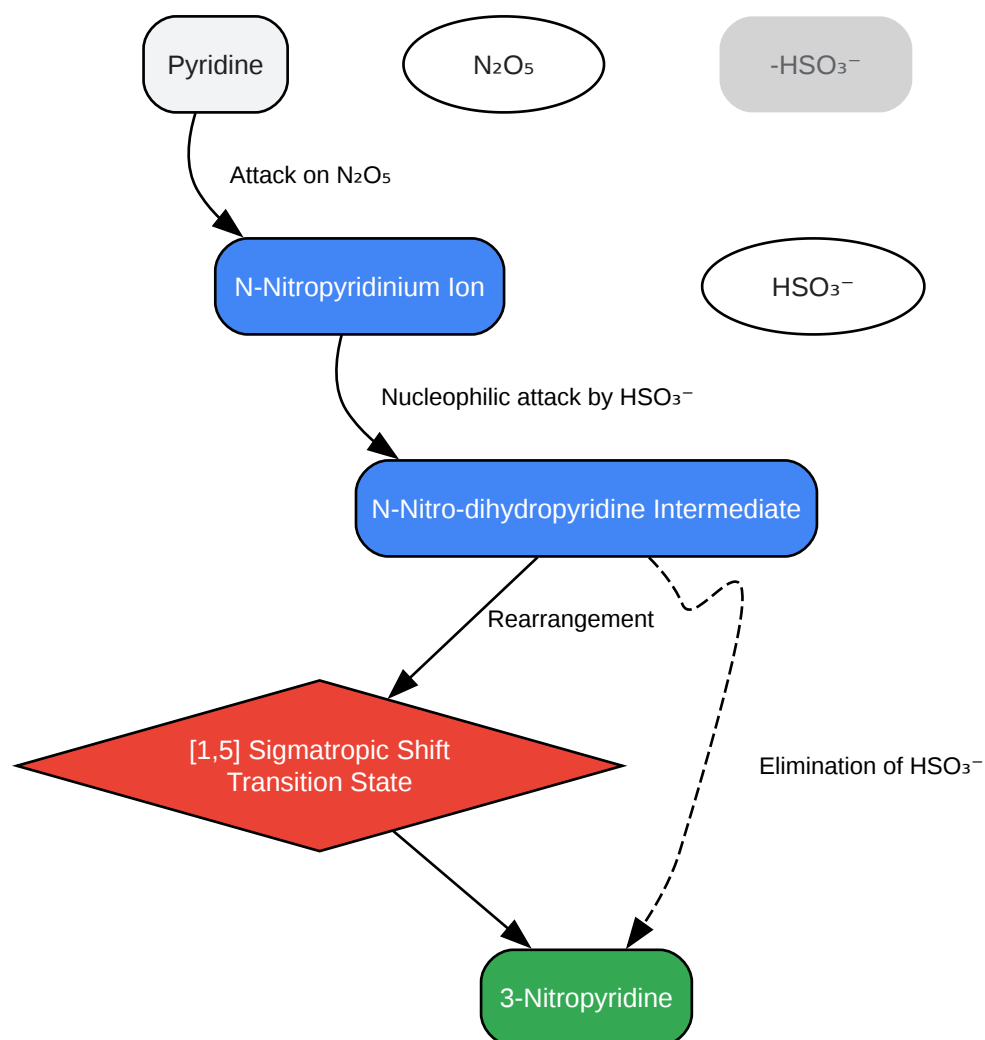 Pyridine
N₂O₅
-HSO₃⁻
Attack on N₂O₅
N-Nitropyridinium Ion
HSO₃⁻
Nucleophilic attack by HSO₃⁻
N-Nitro-dihydropyridine Intermediate
Rearrangement
[1,5] Sigmatropic Shift
Transition State
Elimination of HSO₃⁻
3-Nitropyridine